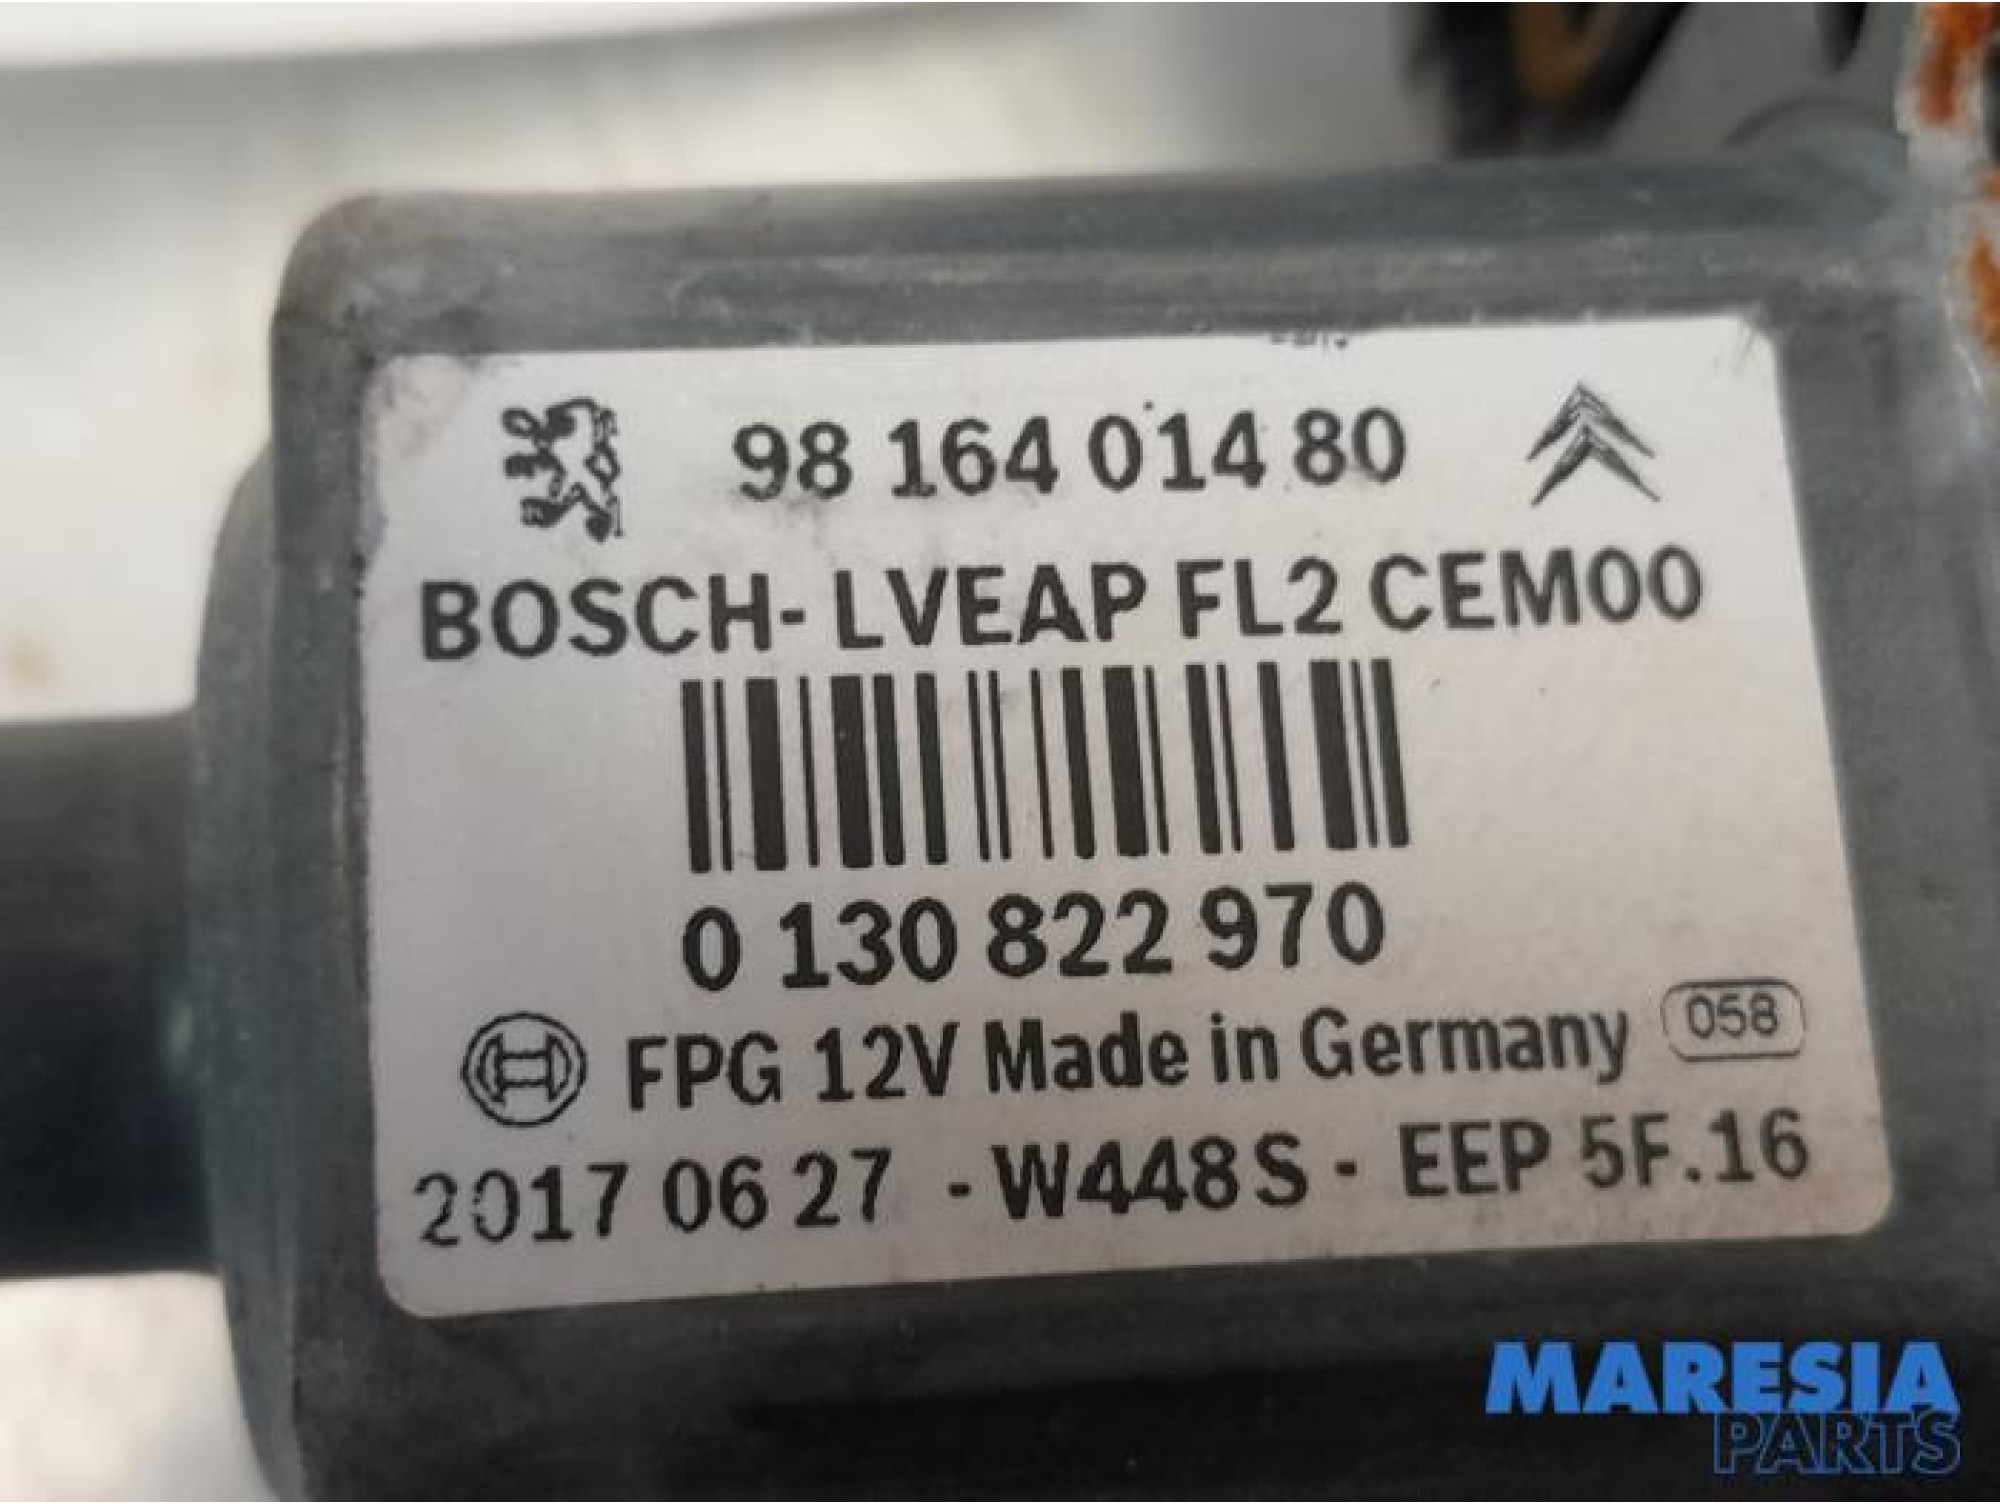 98 164 014 80
BOSCH- LVEAP FL2 CEM00
0 130 822 970
FPG 12V Made in Germany 058
2017 06 27 - W448S - EEP 5F.16
MARESIA
PARTS